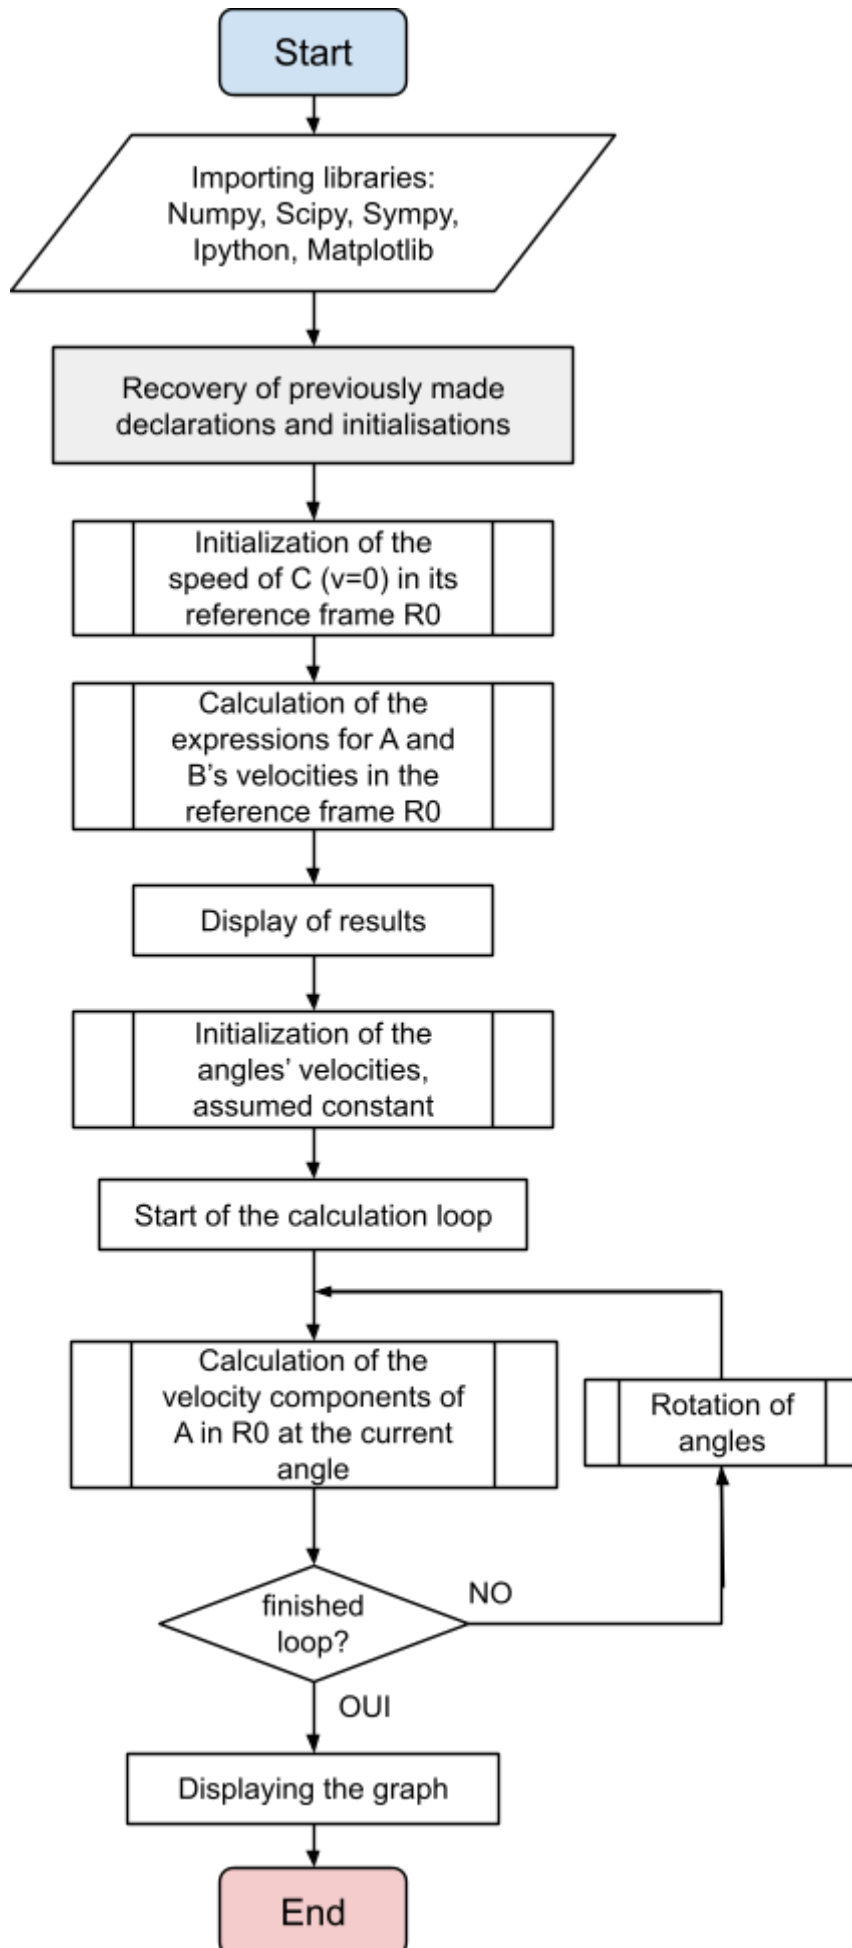 Start
Importing libraries:
Numpy, Scipy, Sympy,
Ipython, Matplotlib
Recovery of previously made
declarations and initialisations
Initialization of the
speed of C (v=0) in its
reference frame R0
Calculation of the
expressions for A and
B’s velocities in the
reference frame R0
Display of results
Initialization of the
angles’ velocities,
assumed constant
Start of the calculation loop
Calculation of the
velocity components of
A in R0 at the current
angle
Rotation of
angles
finished
loop?
NO
OUI
Displaying the graph
End